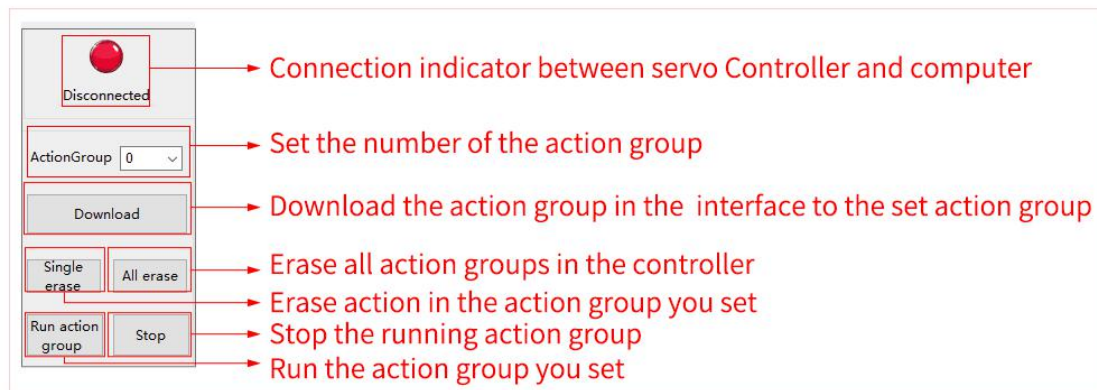 Disconnected
Connection indicator between servo Controller and computer
ActionGroup 0
Set the number of the action group
Download
Download the action group in the interface to the set action group
Single
erase
All erase
Erase all action groups in the controller
Erase action in the action group you set
Run action
group
Stop
Stop the running action group
Run the action group you set